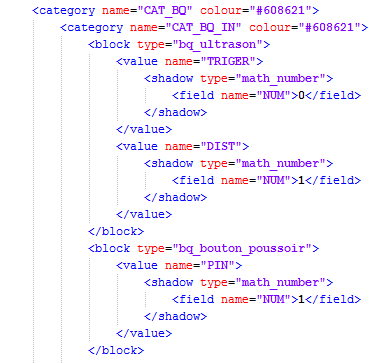 <category name="CAT_BQ" colour="#608621">
<category name="CAT_BQ_IN" colour="#608621">
<block type="bq_ultrason">
<value name="TRIGER">
<shadow type="math_number">
<field name="NUM">0</field>
</shadow>
</value>
<value name="DIST">
<shadow type="math_number">
<field name="NUM">1</field>
</shadow>
</value>
</block>
<block type="bq_bouton_poussoir">
<value name="PIN">
<shadow type="math_number">
<field name="NUM">1</field>
</shadow>
</value>
</block>